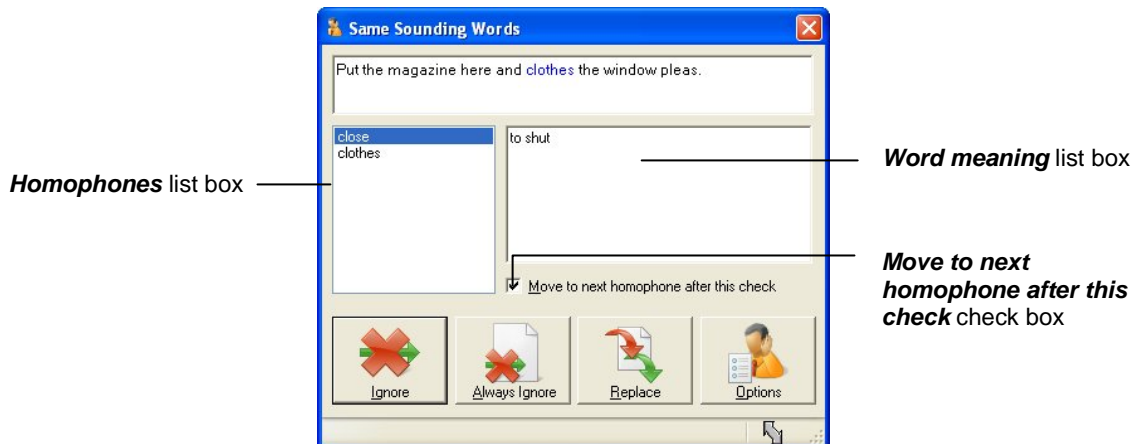 Same Sounding Words
Put the magazine here and clothes the window pleas.
close
clothes
to shut
Homophones list box
Word meaning list box
Move to next
homophone after this
check check box
Move to next homophone after this check
Ignore
Always Ignore
Replace
Options